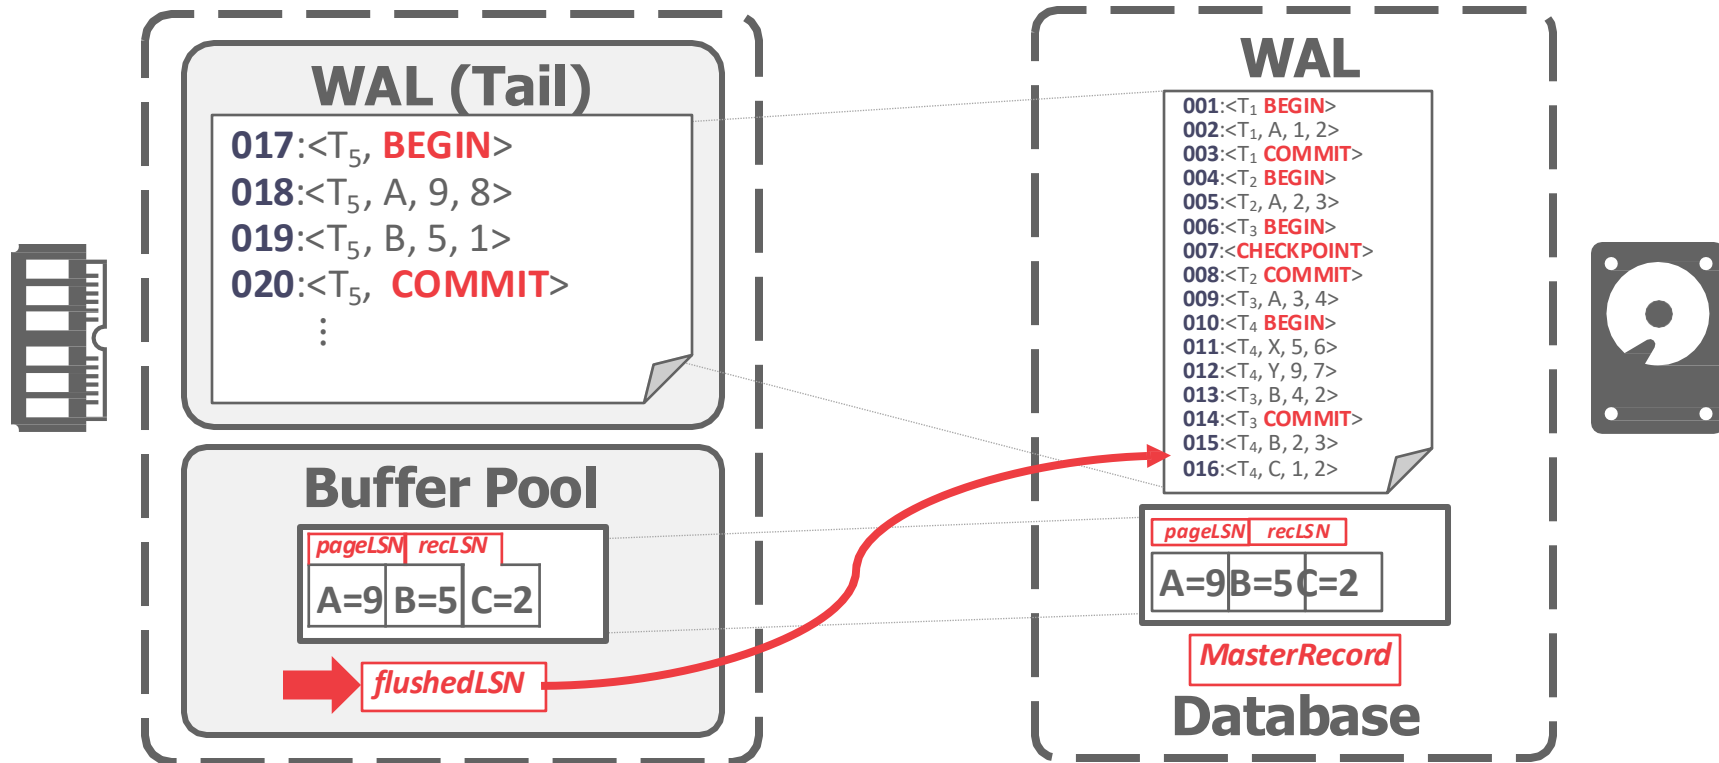 WAL (Tail)
017:<T5, BEGIN>
018:<T5, A, 9, 8>
019:<T5, B, 5, 1>
020:<T5, COMMIT>
⋮
Buffer Pool
pageLSN recLSN
A=9 B=5 C=2
flushedLSN
WAL
001:<T1 BEGIN>
002:<T1, A, 1, 2>
003:<T1 COMMIT>
004:<T2 BEGIN>
005:<T2, A, 2, 3>
006:<T3 BEGIN>
007:<CHECKPOINT>
008:<T2 COMMIT>
009:<T3, A, 3, 4>
010:<T4 BEGIN>
011:<T4, X, 5, 6>
012:<T4, Y, 9, 7>
013:<T3, B, 4, 2>
014:<T3 COMMIT>
015:<T4, B, 2, 3>
016:<T4, C, 1, 2>
pageLSN recLSN
A=9 B=5 C=2
MasterRecord
Database